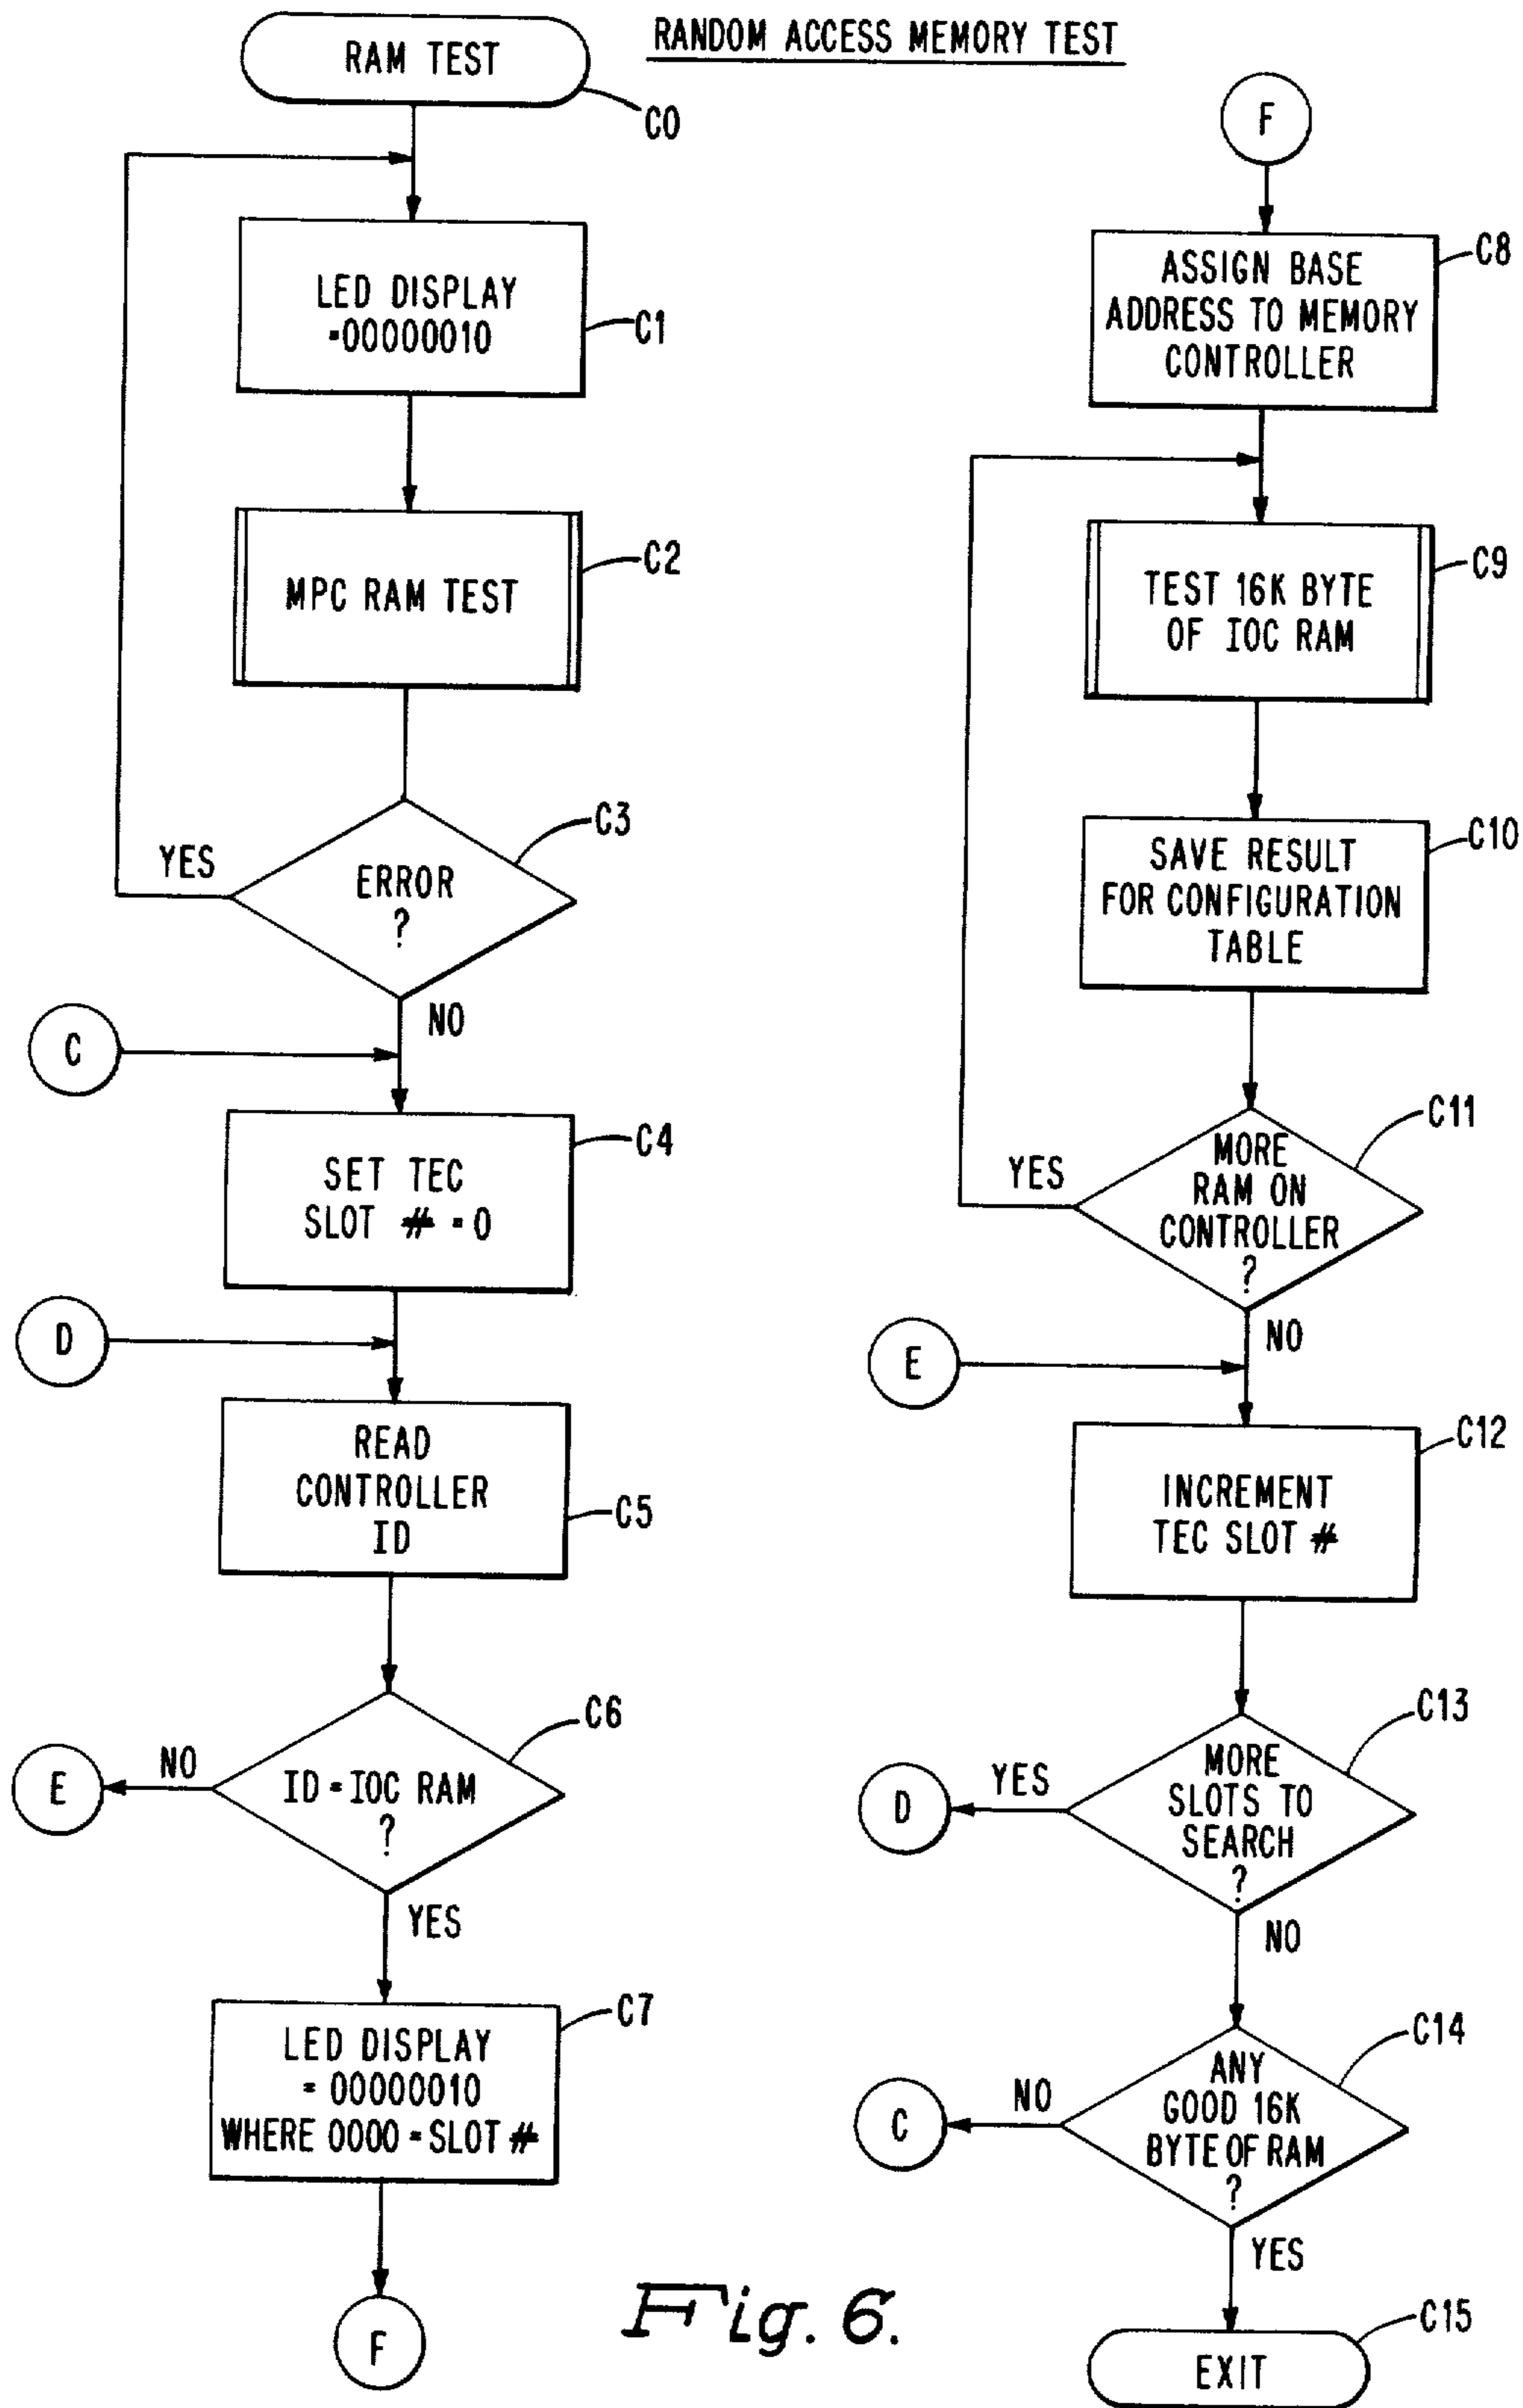 RANDOM ACCESS MEMORY TEST
RAM TEST
C0
LED DISPLAY
=00000010
C1
MPC RAM TEST
C2
ERROR
?
C3
YES
NO
C
SET TEC
SLOT # = 0
C4
D
READ
CONTROLLER
ID
C5
ID = IOC RAM
?
C6
NO
E
YES
LED DISPLAY
= 00000010
WHERE 0000 = SLOT #
C7
F
F
ASSIGN BASE
ADDRESS TO MEMORY
CONTROLLER
C8
TEST 16K BYTE
OF IOC RAM
C9
SAVE RESULT
FOR CONFIGURATION
TABLE
C10
MORE
RAM ON
CONTROLLER
?
C11
YES
NO
E
INCREMENT
TEC SLOT #
C12
MORE
SLOTS TO
SEARCH
?
C13
YES
D
NO
ANY
GOOD 16K
BYTE OF RAM
?
C14
NO
C
YES
EXIT
C15
Fig. 6.